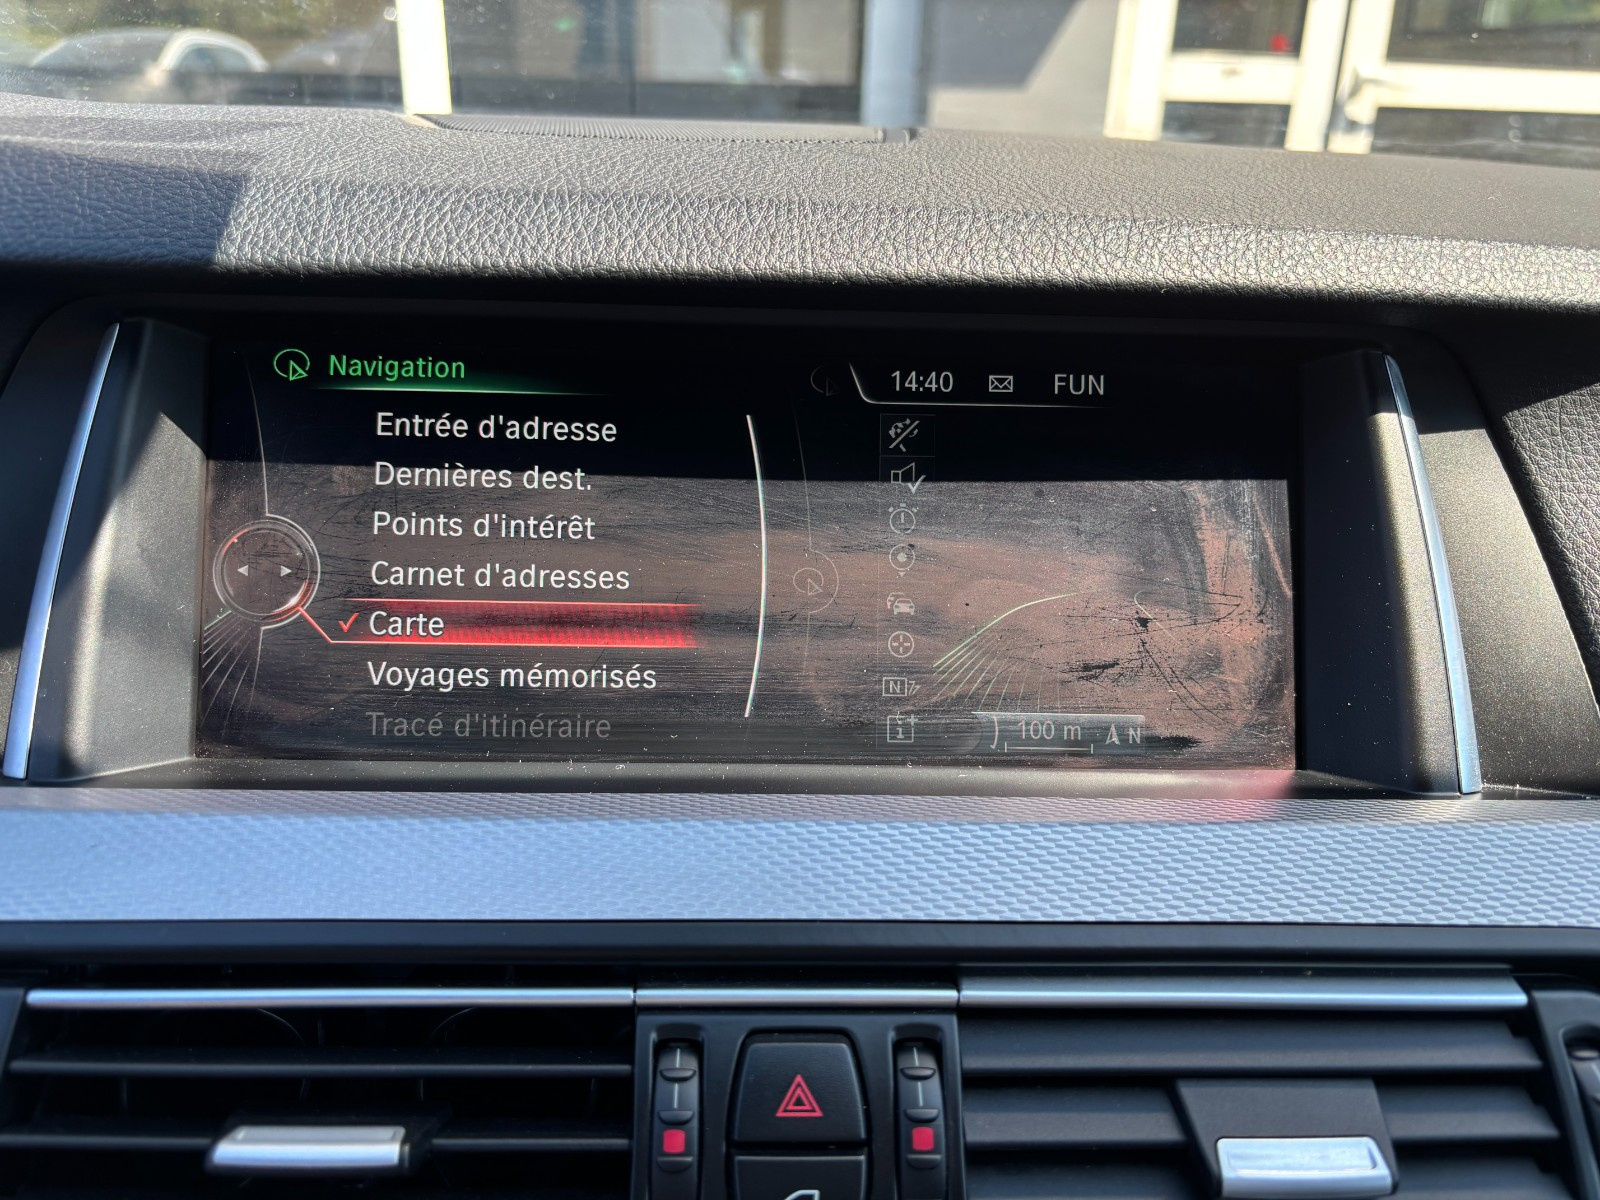 Navigation
14:40 FUN
Entrée d'adresse
Dernières dest.
Points d'intérêt
Carnet d'adresses
Carte
Voyages mémorisés
Tracé d'itinéraire
N
i
100 m N